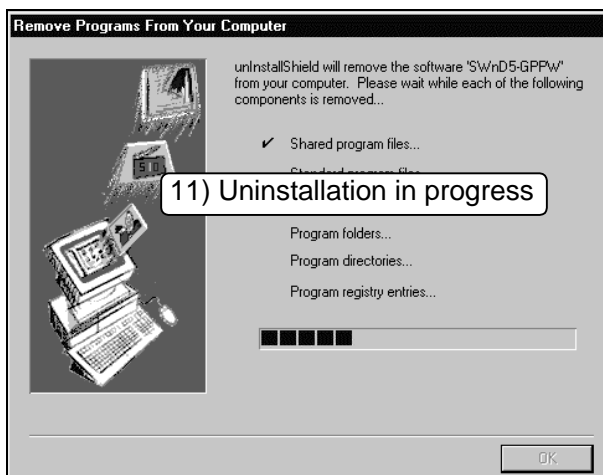 Remove Programs From Your Computer
unInstallShield will remove the software 'SWnD5-GPPW'
from your computer. Please wait while each of the following
components is removed...
✔ Shared program files...
11) Uninstallation in progress
Program folders...
Program directories...
Program registry entries...
OK